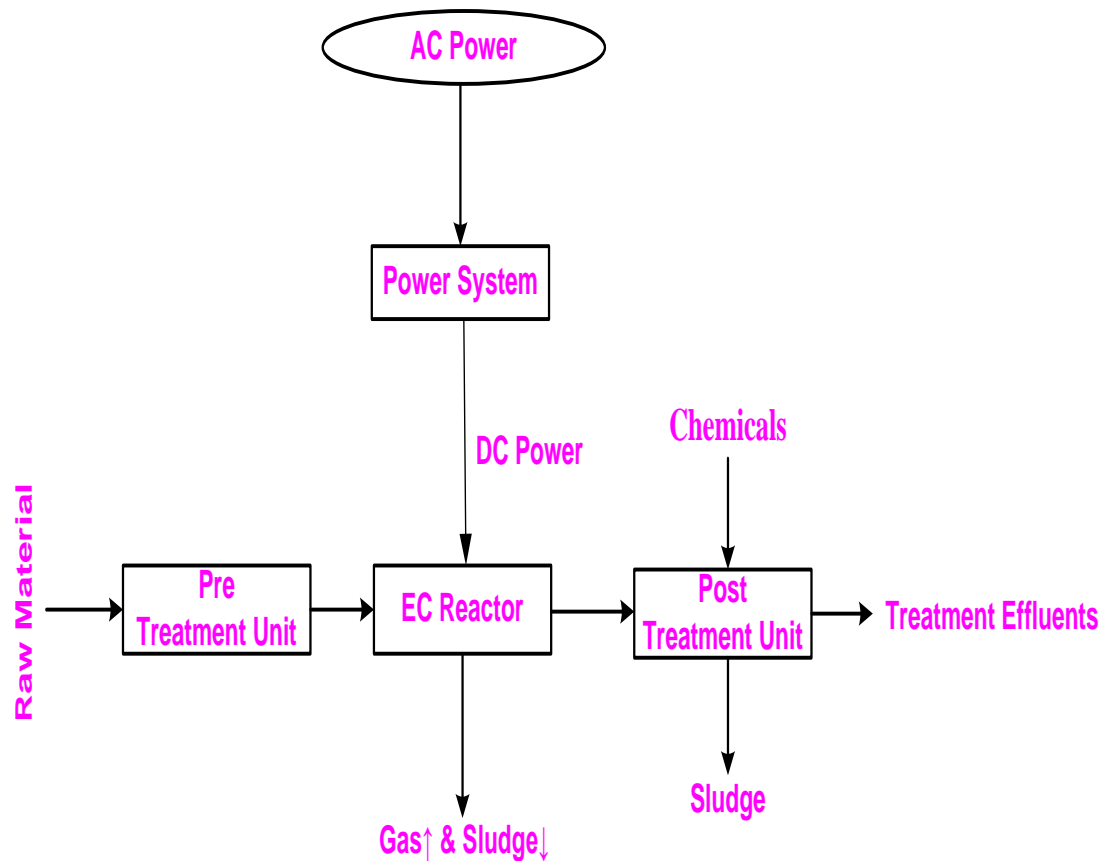 AC Power
Power System
DC Power
Chemicals
Raw Material
Pre
Treatment Unit
EC Reactor
Post
Treatment Unit
Treatment Effluents
Sludge
Gas↑ & Sludge↓